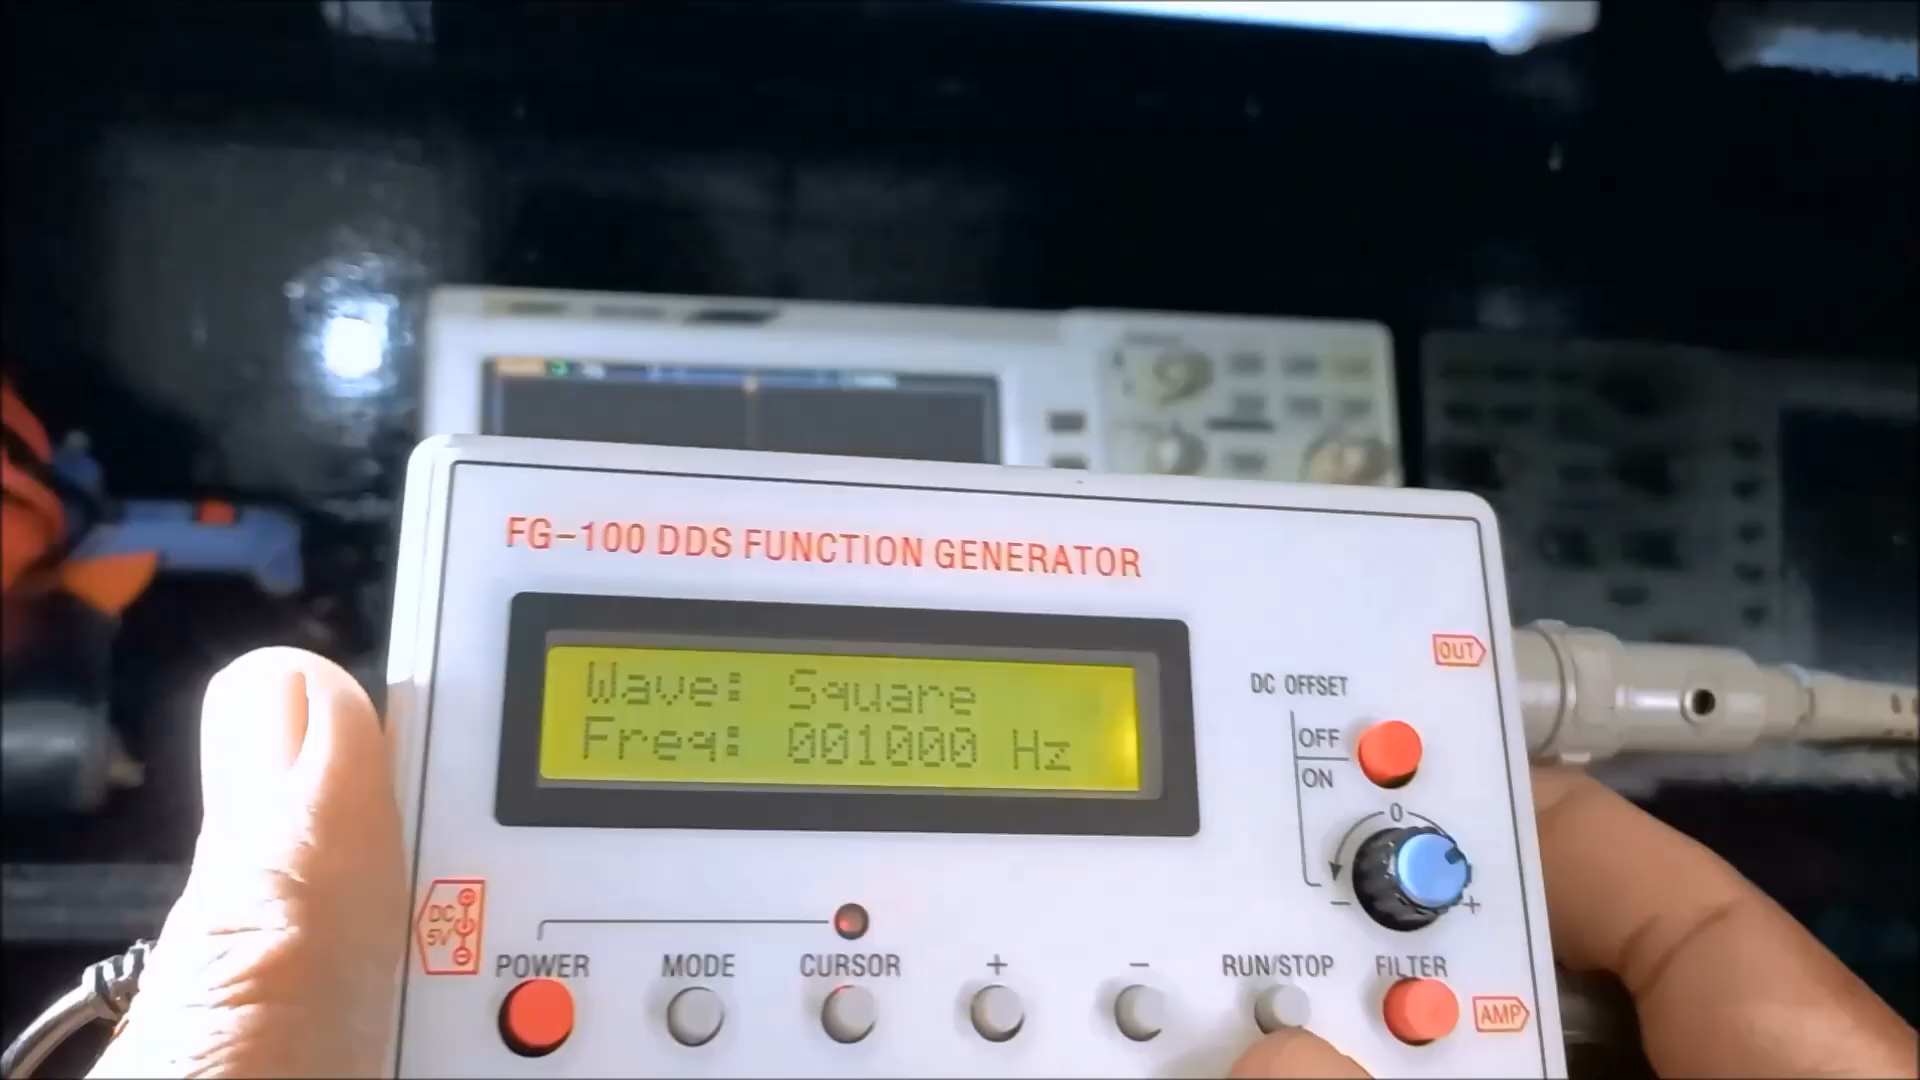 FG-100 DDS FUNCTION GENERATOR
OUT
Wave: Square
Freq: 001000 Hz
DC OFFSET
OFF
ON
0
- +
DC
5V
POWER MODE CURSOR + - RUN/STOP FILTER
AMP